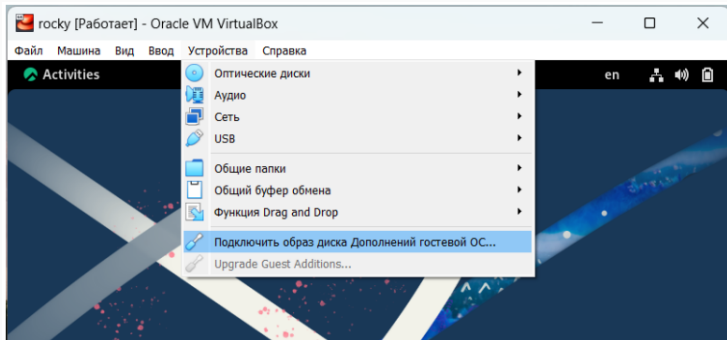 rocky [Работает] - Oracle VM VirtualBox
Файл Машина Вид Ввод Устройства Справка
Activities
en
Оптические диски
Аудио
Сеть
USB
Общие папки
Общий буфер обмена
Функция Drag and Drop
Подключить образ диска Дополнений гостевой ОС...
Upgrade Guest Additions...